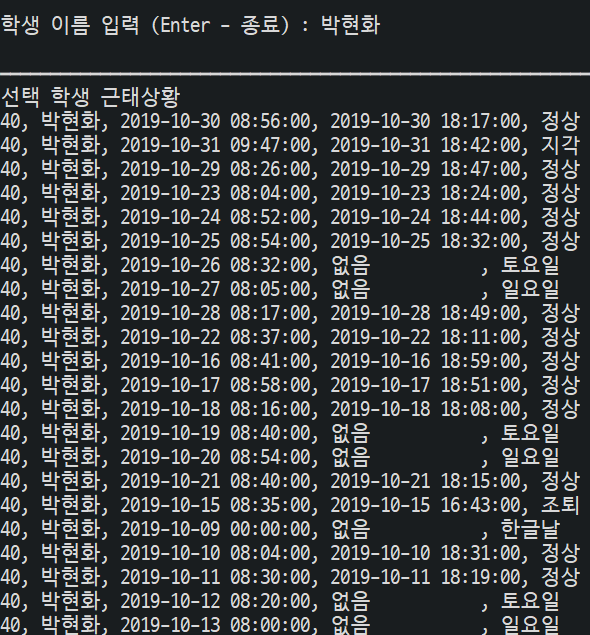 학생 이름 입력 (Enter - 종료) : 박현화
선택 학생 근태상황
40, 박현화, 2019-10-30 08:56:00, 2019-10-30 18:17:00, 정상
40, 박현화, 2019-10-31 09:47:00, 2019-10-31 18:42:00, 지각
40, 박현화, 2019-10-29 08:26:00, 2019-10-29 18:47:00, 정상
40, 박현화, 2019-10-23 08:04:00, 2019-10-23 18:24:00, 정상
40, 박현화, 2019-10-24 08:52:00, 2019-10-24 18:44:00, 정상
40, 박현화, 2019-10-25 08:54:00, 2019-10-25 18:32:00, 정상
40, 박현화, 2019-10-26 08:32:00, 없음 , 토요일
40, 박현화, 2019-10-27 08:05:00, 없음 , 일요일
40, 박현화, 2019-10-28 08:17:00, 2019-10-28 18:49:00, 정상
40, 박현화, 2019-10-22 08:37:00, 2019-10-22 18:11:00, 정상
40, 박현화, 2019-10-16 08:41:00, 2019-10-16 18:59:00, 정상
40, 박현화, 2019-10-17 08:58:00, 2019-10-17 18:51:00, 정상
40, 박현화, 2019-10-18 08:16:00, 2019-10-18 18:08:00, 정상
40, 박현화, 2019-10-19 08:40:00, 없음 , 토요일
40, 박현화, 2019-10-20 08:54:00, 없음 , 일요일
40, 박현화, 2019-10-21 08:40:00, 2019-10-21 18:15:00, 정상
40, 박현화, 2019-10-15 08:35:00, 2019-10-15 16:43:00, 조퇴
40, 박현화, 2019-10-09 00:00:00, 없음 , 한글날
40, 박현화, 2019-10-10 08:04:00, 2019-10-10 18:31:00, 정상
40, 박현화, 2019-10-11 08:30:00, 2019-10-11 18:19:00, 정상
40, 박현화, 2019-10-12 08:20:00, 없음 , 토요일
40, 박현화, 2019-10-13 08:00:00, 없음 , 일요일